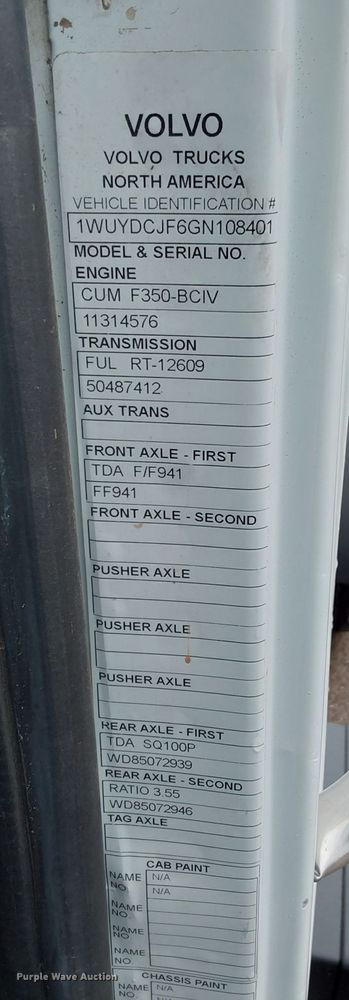 VOLVO
VOLVO TRUCKS
NORTH AMERICA
VEHICLE IDENTIFICATION #
1WUYDCJF6GN108401
MODEL & SERIAL NO.
ENGINE
CUM F350-BCIV
11314576
TRANSMISSION
FUL RT-12609
50487412
AUX TRANS
FRONT AXLE - FIRST
TDA F/F941
FF941
FRONT AXLE - SECOND
PUSHER AXLE
PUSHER AXLE
PUSHER AXLE
REAR AXLE - FIRST
TDA SQ100P
WD85072939
REAR AXLE - SECOND
RATIO 3.55
WD85072946
TAG AXLE
CAB PAINT
NAME N/A
NO. N/A
NAME
NO.
NAME
NO.
NAME
NO.
CHASSIS PAINT
NAME N/A
NO. N/A
Purple Wave Auction